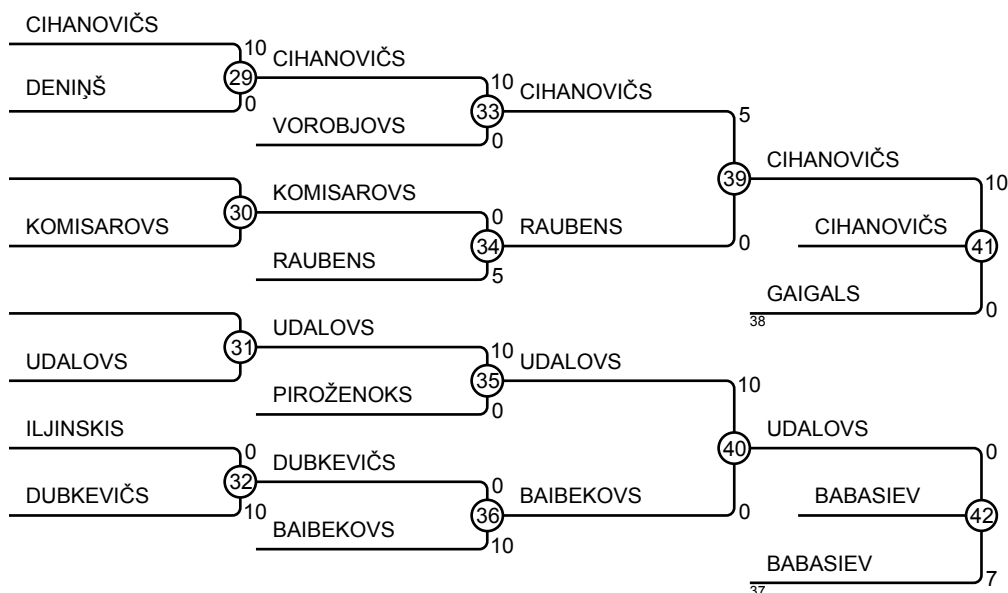 CIHANOVIČS
10
29
CIHANOVIČS
DENIŅŠ
0
10
33
CIHANOVIČS
VOROBJOVS
0
5
39
CIHANOVIČS
10
30
KOMISAROVS
KOMISAROVS
0
34
RAUBENS
0
CIHANOVIČS
41
RAUBENS
5
GAIGALS
38
0
31
UDALOVS
UDALOVS
10
35
UDALOVS
10
PIROŽENOKS
0
ILJINSKIS
0
40
UDALOVS
0
32
DUBKEVIČS
DUBKEVIČS
10
0
36
BAIBEKOVS
0
BABASIEV
42
BAIBEKOVS
10
BABASIEV
37
7